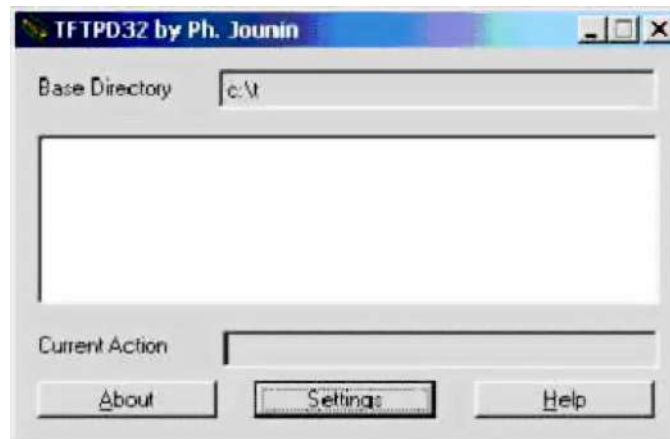 TFTPD32 by Ph. Jounin
Base Directory
c:\t
Current Action
About
Settings
Help